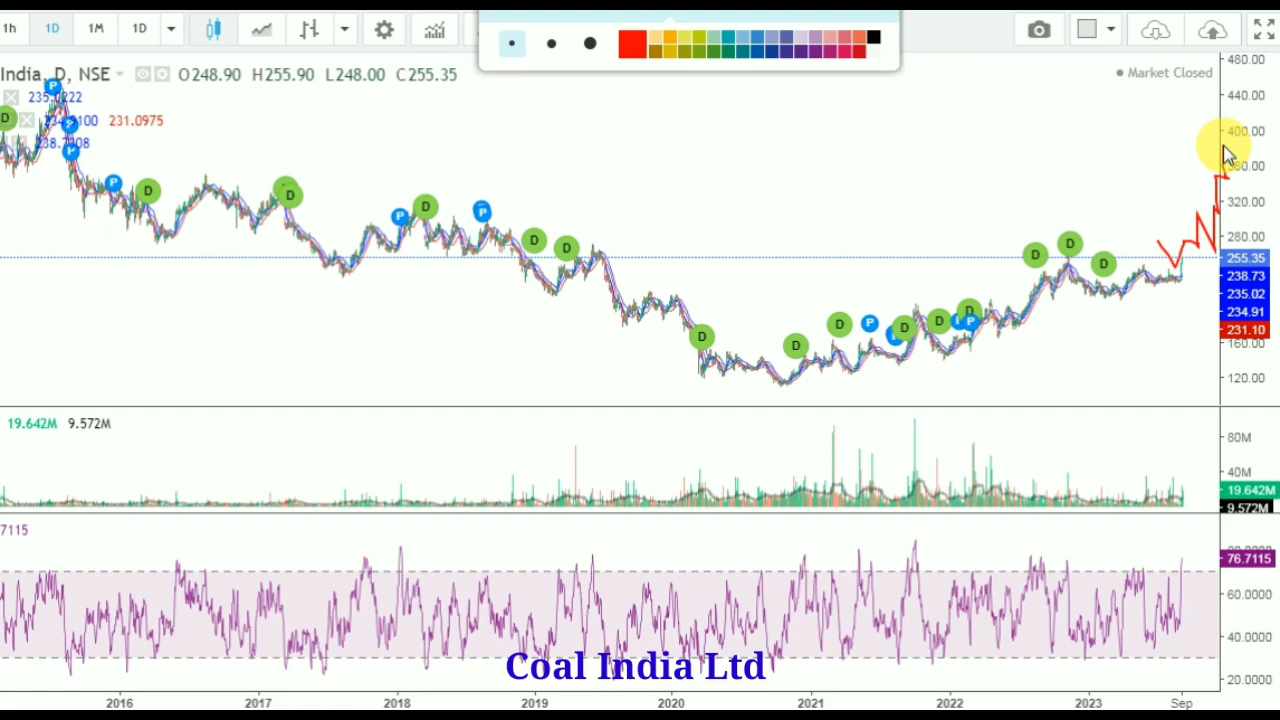 1h 1D 1M 1D
India, D, NSE O248.90 H255.90 L248.00 C255.35
Market Closed
235.0222
231.0975
480.00
440.00
400.00
320.00
280.00
255.35
238.73
235.02
234.91
231.10
160.00
120.00
P
P
P
P
D
D
D
D
P
D
P
D
D
D
D
D
P
D
D
D
P
D
D
D
19.642M 9.572M
80M
40M
19.642M
9.572M
7115
76.7115
60.0000
40.0000
20.0000
Coal India Ltd
2016 2017 2018 2019 2020 2021 2022 2023 Sep